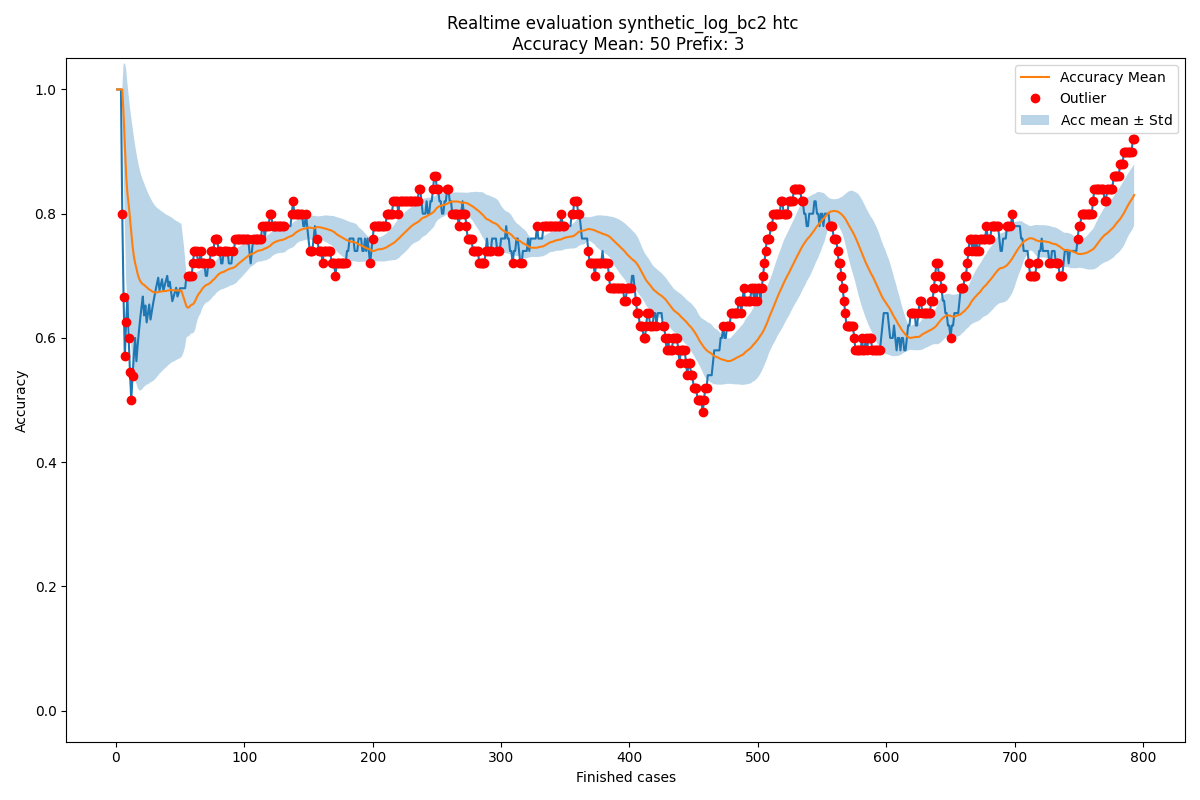 Realtime evaluation synthetic_log_bc2 htc
Accuracy Mean: 50 Prefix: 3
Accuracy Mean
Outlier
Acc mean ± Std
1.0
0.8
0.6
0.4
0.2
0.0
Accuracy
0 100 200 300 400 500 600 700 800
Finished cases